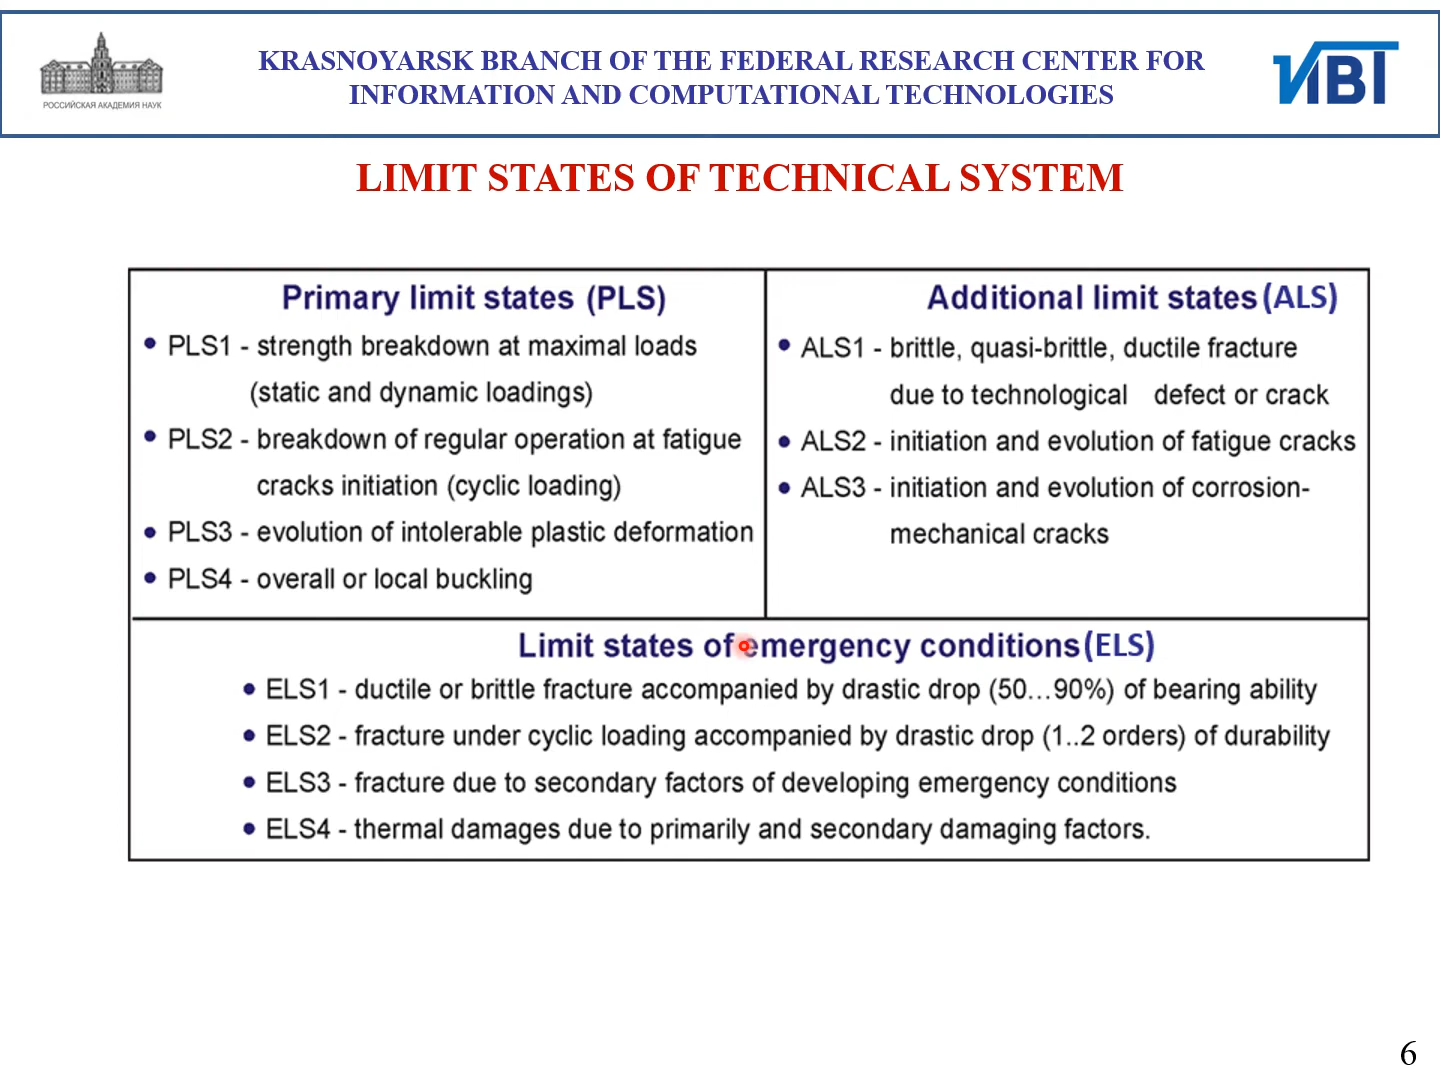 РОССИЙСКАЯ АКАДЕМИЯ НАУК
KRASNOYARSK BRANCH OF THE FEDERAL RESEARCH CENTER FOR
INFORMATION AND COMPUTATIONAL TECHNOLOGIES
ИВТ
LIMIT STATES OF TECHNICAL SYSTEM
Primary limit states (PLS)
• PLS1 - strength breakdown at maximal loads
(static and dynamic loadings)
• PLS2 - breakdown of regular operation at fatigue
cracks initiation (cyclic loading)
• PLS3 - evolution of intolerable plastic deformation
• PLS4 - overall or local buckling
Additional limit states (ALS)
• ALS1 - brittle, quasi-brittle, ductile fracture
due to technological defect or crack
• ALS2 - initiation and evolution of fatigue cracks
• ALS3 - initiation and evolution of corrosion-
mechanical cracks
Limit states of emergency conditions (ELS)
• ELS1 - ductile or brittle fracture accompanied by drastic drop (50...90%) of bearing ability
• ELS2 - fracture under cyclic loading accompanied by drastic drop (1..2 orders) of durability
• ELS3 - fracture due to secondary factors of developing emergency conditions
• ELS4 - thermal damages due to primarily and secondary damaging factors.
6